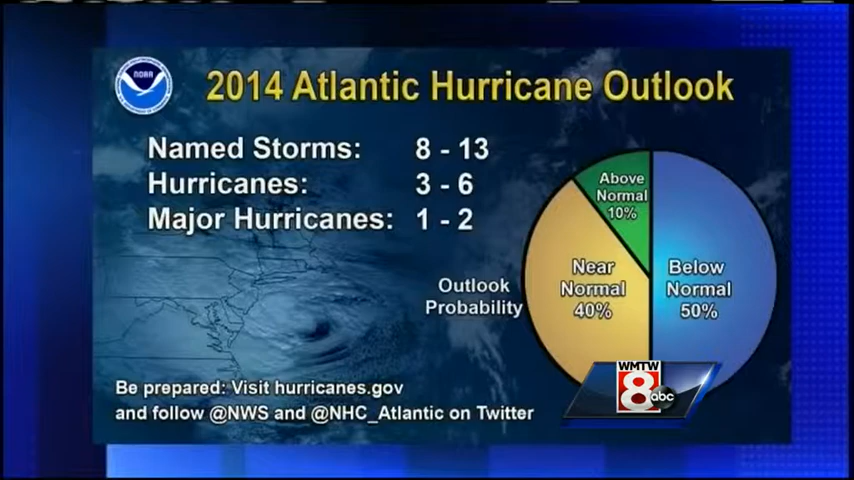 NOAA
2014 Atlantic Hurricane Outlook
Named Storms: 8 - 13
Hurricanes: 3 - 6
Major Hurricanes: 1 - 2
Above
Normal
10%
Near
Normal
40%
Below
Normal
50%
Outlook
Probability
Be prepared: Visit hurricanes.gov
and follow @NWS and @NHC_Atlantic on Twitter
WMTW
8
abc